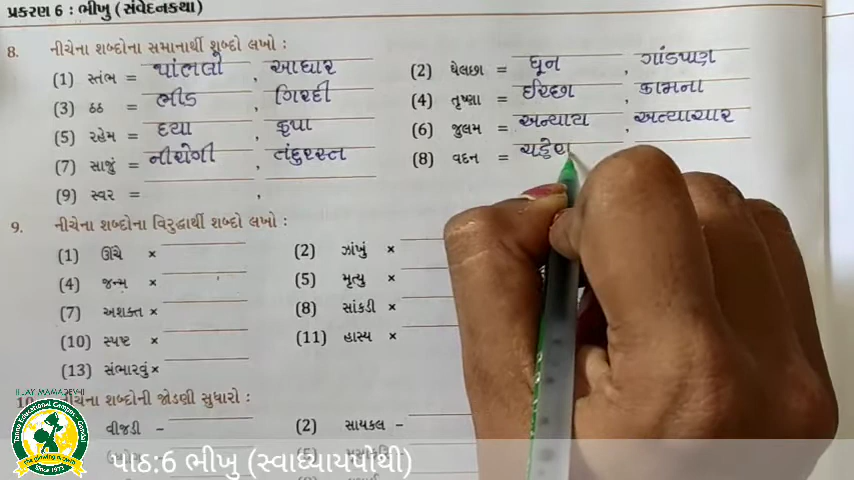 પ્રકરણ 6 : ભીખુ (સંવેદનકથા)
8. નીચેના શબ્દોના સમાનાર્થી શબ્દો લખો :
(1) સ્તંભ = થાંભલો , આધાર (2) ઘેલછા = ધૂન , ગાંડપણ
(3) ઠઠ = ભીડ , ગિરદી (4) તૃષ્ણા = ઈચ્છા , કામના
(5) રહેમ = દયા , કૃપા (6) જુલમ = અન્યાય , અત્યાચાર
(7) સાજું = નીરોગી , તંદુરસ્ત (8) વદન = ચહેરા
(9) સ્વર = ,
9. નીચેના શબ્દોના વિરુદ્ધાર્થી શબ્દો લખો :
(1) ઊંચે × (2) ઝાંખું ×
(4) જન્મ × (5) મૃત્યુ ×
(7) અશક્ત × (8) સાંકડી ×
(10) સ્પષ્ટ × (11) હાસ્ય ×
(13) સંભારવું ×
10. નીચેના શબ્દોની જોડણી સુધારો :
વીજડી – (2) સાયકલ –
પાઠ:6 ભીખુ (સ્વાધ્યાયપોથી)